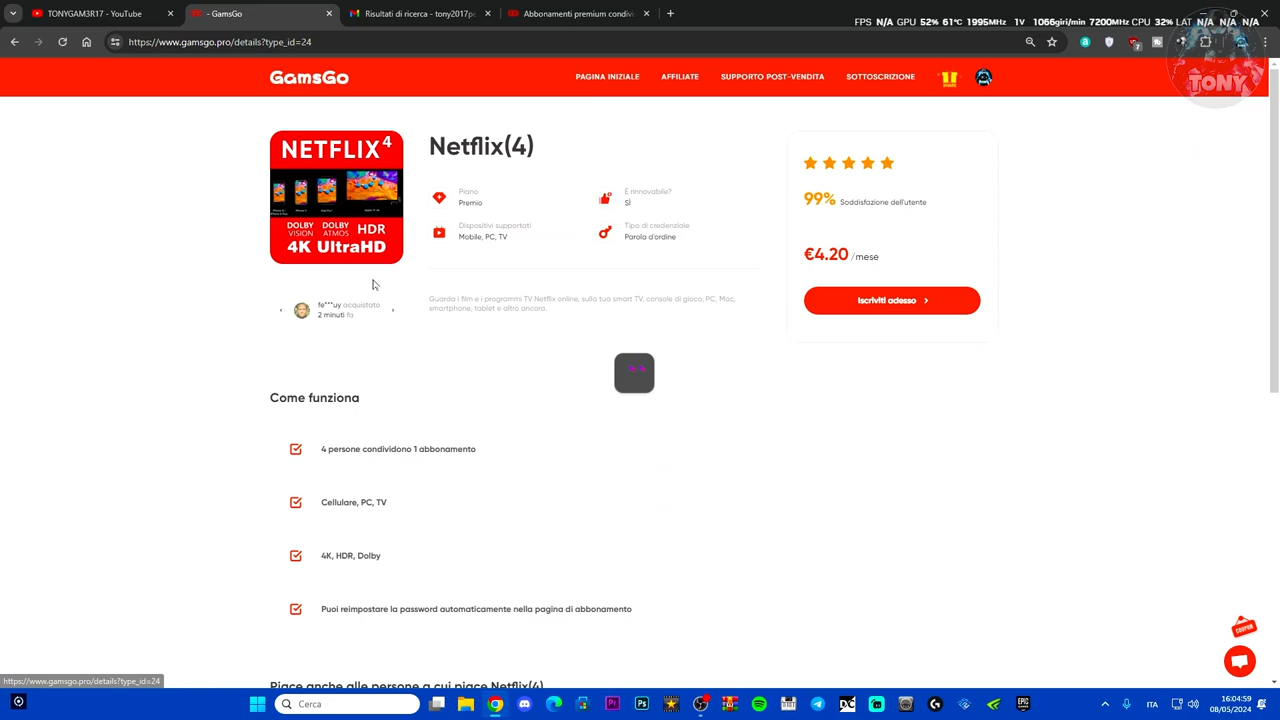 TONYGAM3R17 - YouTube
- GamsGo
Risultati di ricerca - tony2017pe
Abbonamenti premium condiv
FPS N/A GPU 52% 61°C 1995MHz 1V 1066giri/min 7200MHz CPU 32% LAT N/A N/A N/A
https://www.gamsgo.pro/details?type_id=24
7
TONY
GamsGo
PAGINA INIZIALE
AFFILIATE
SUPPORTO POST-VENDITA
SOTTOSCRIZIONE
NETFLIX4
DOLBY VISION DOLBY ATMOS HDR
4K UltraHD
Netflix(4)
Piano
Premio
È rinnovabile?
SÌ
Dispositivi supportati
Mobile, PC, TV
Tipo di credenziale
Parola d'ordine
99% Soddisfazione dell'utente
€4.20 /mese
Iscriviti adesso
fe***uy acquistato
2 minuti fa
Guarda i film e i programmi TV Netflix online, sulla tua smart TV, console di gioco, PC, Mac,
smartphone, tablet e altro ancora.
Come funziona
4 persone condividono 1 abbonamento
Cellulare, PC, TV
4K, HDR, Dolby
Puoi reimpostare la password automaticamente nella pagina di abbonamento
COUPON
Piace anche alle persone a cui piace Netflix(4)
https://www.gamsgo.pro/details?type_id=24
Cerca
ITA
16:04:59
08/05/2024